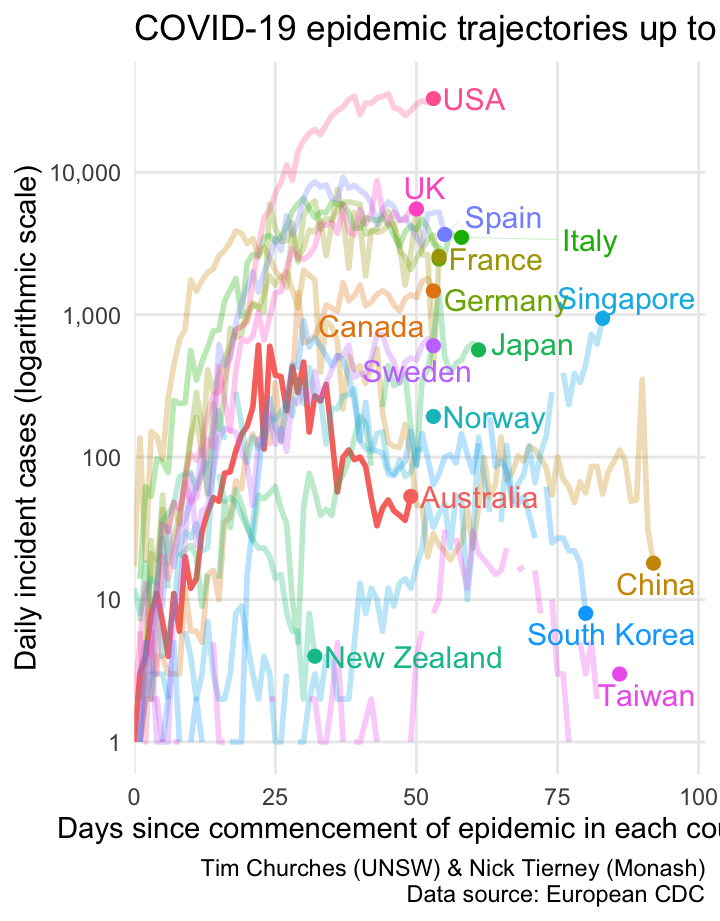 COVID-19 epidemic trajectories up to
Daily incident cases (logarithmic scale)
10,000
1,000
100
10
1
USA
UK
Spain
Italy
France
Germany
Singapore
Canada
Japan
Sweden
Norway
Australia
China
South Korea
New Zealand
Taiwan
0 25 50 75 100
Days since commencement of epidemic in each cou
Tim Churches (UNSW) & Nick Tierney (Monash)
Data source: European CDC